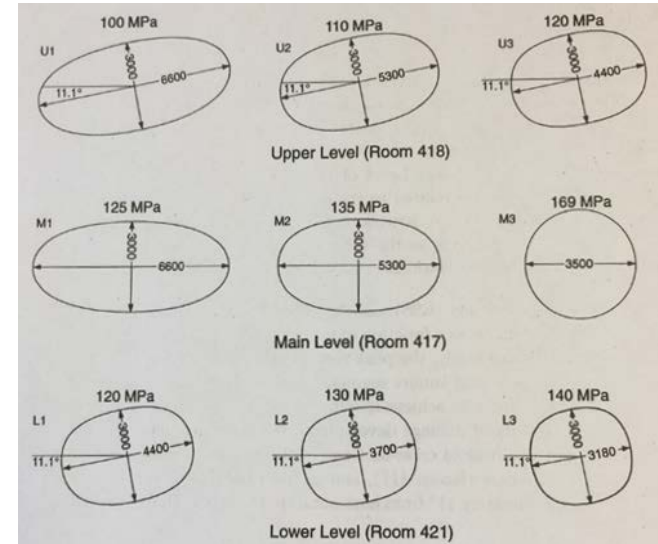 100 MPa 110 MPa 120 MPa
U1 U2 U3
3000 3000 3000
6600 5300 4400
11.1° 11.1° 11.1°
Upper Level (Room 418)
125 MPa 135 MPa 169 MPa
M1 M2 M3
3000 3000
6600 5300 3500
Main Level (Room 417)
120 MPa 130 MPa 140 MPa
L1 L2 L3
3000 3000 3000
4400 3700 3180
11.1° 11.1° 11.1°
Lower Level (Room 421)